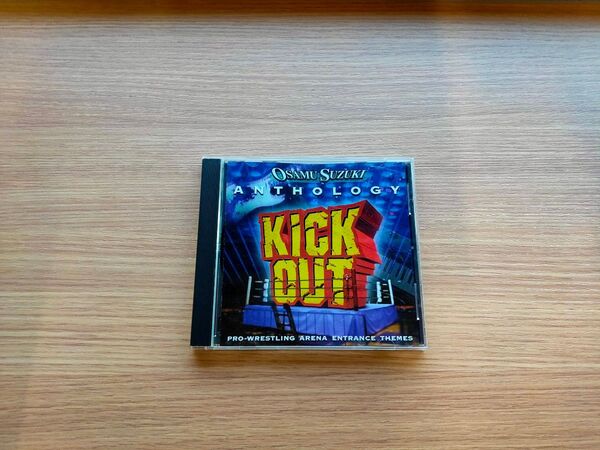 OSAMU SUZUKI
ANTHOLOGY
KICK
OUT
PRO-WRESTLING ARENA ENTRANCE THEMES